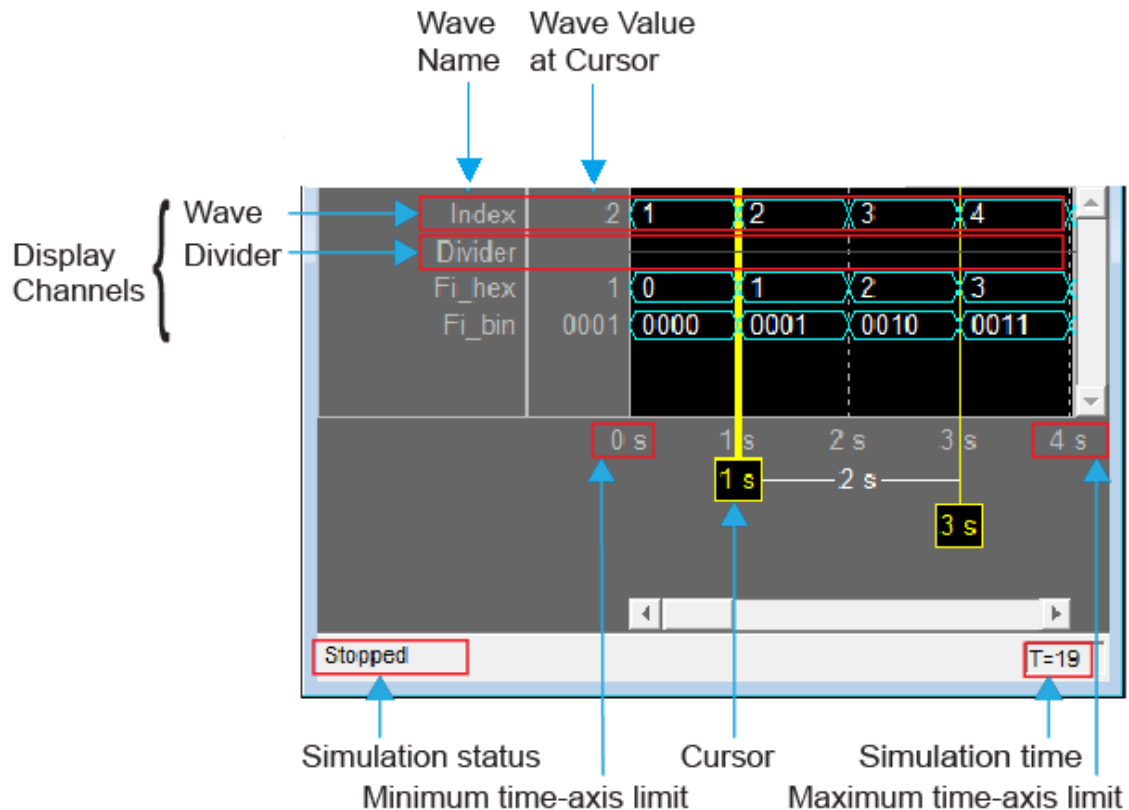 Wave Name
Wave Value at Cursor
Display Channels
Wave
Divider
Index 2 1 2 3 4
Divider
Fi_hex 1 0 1 2 3
Fi_bin 0001 0000 0001 0010 0011
0 s 1 s 2 s 3 s 4 s
1 s 2 s
3 s
Stopped T=19
Simulation status Cursor Simulation time
Minimum time-axis limit Maximum time-axis limit